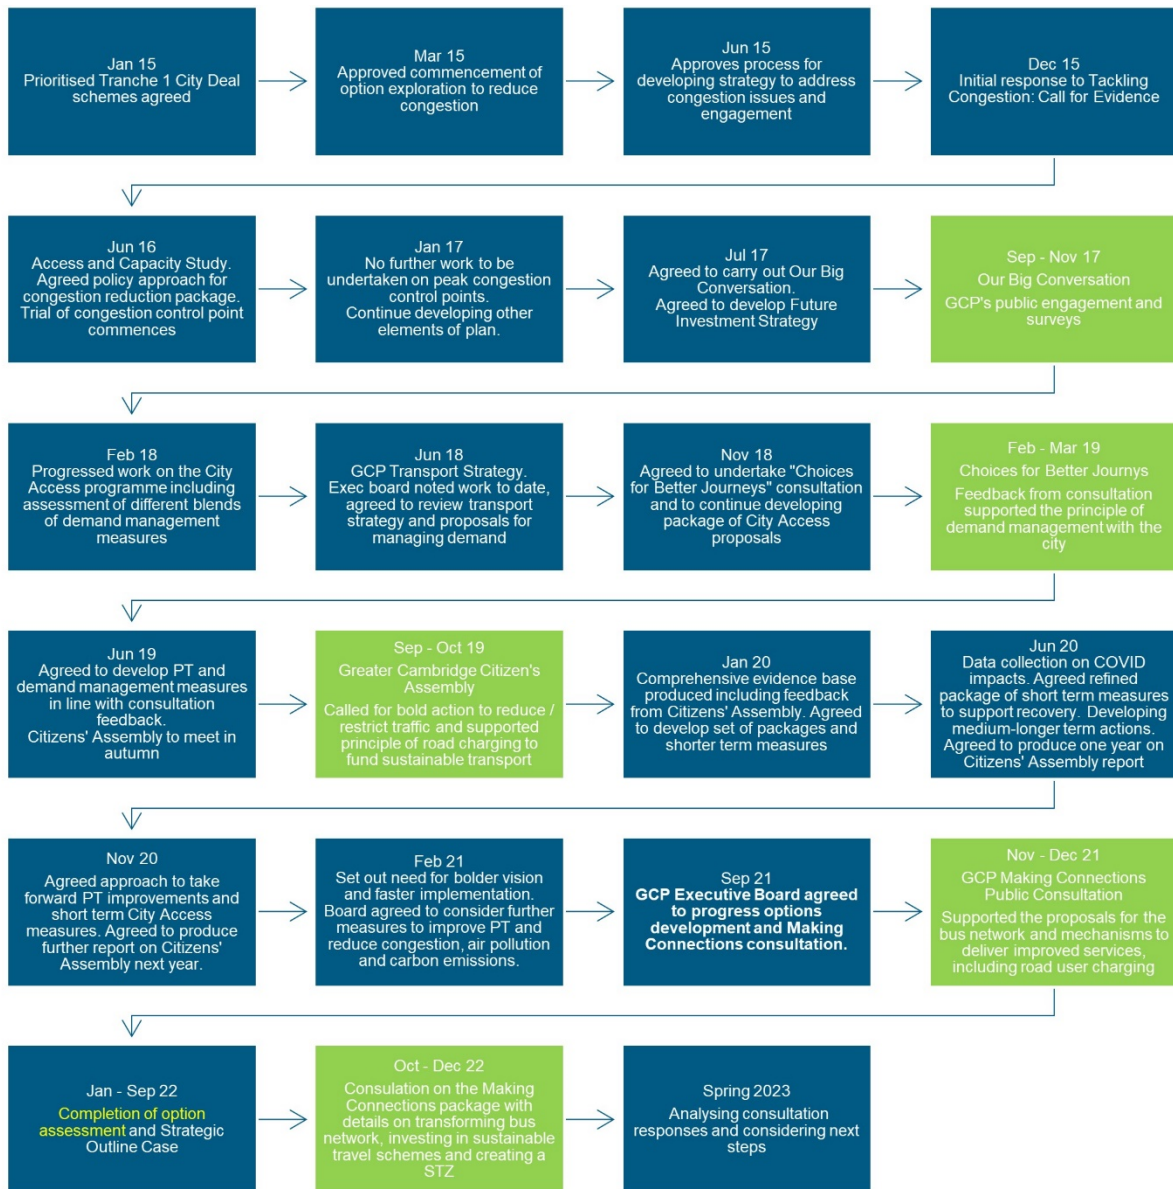 Jan 15
Prioritised Tranche 1 City Deal
schemes agreed
Mar 15
Approved commencement of
option exploration to reduce
congestion
Jun 15
Approves process for
developing strategy to address
congestion issues and
engagement
Dec 15
Initial response to Tackling
Congestion: Call for Evidence
Jun 16
Access and Capacity Study.
Agreed policy approach for
congestion reduction package.
Trial of congestion control point
commences
Jan 17
No further work to be
undertaken on peak congestion
control points.
Continue developing other
elements of plan.
Jul 17
Agreed to carry out Our Big
Conversation.
Agreed to develop Future
Investment Strategy
Sep - Nov 17
Our Big Conversation
GCP's public engagement and
surveys
Feb 18
Progressed work on the City
Access programme including
assessment of different blends
of demand management
measures
Jun 18
GCP Transport Strategy.
Exec board noted work to date,
agreed to review transport
strategy and proposals for
managing demand
Nov 18
Agreed to undertake "Choices
for Better Journeys" consultation
and to continue developing
package of City Access
proposals
Feb - Mar 19
Choices for Better Journys
Feedback from consultation
supported the principle of
demand management with the
city
Jun 19
Agreed to develop PT and
demand management measures
in line with consultation
feedback.
Citizens' Assembly to meet in
autumn
Sep - Oct 19
Greater Cambridge Citizen's
Assembly
Called for bold action to reduce /
restrict traffic and supported
principle of road charging to
fund sustainable transport
Jan 20
Comprehensive evidence base
produced including feedback
from Citizens' Assembly. Agreed
to develop set of packages and
shorter term measures
Jun 20
Data collection on COVID
impacts. Agreed refined
package of short term measures
to support recovery. Developing
medium-longer term actions.
Agreed to produce one year on
Citizens' Assembly report
Nov 20
Agreed approach to take
forward PT improvements and
short term City Access
measures. Agreed to produce
further report on Citizens'
Assembly next year.
Feb 21
Set out need for bolder vision
and faster implementation.
Board agreed to consider further
measures to improve PT and
reduce congestion, air pollution
and carbon emissions.
Sep 21
GCP Executive Board agreed
to progress options
development and Making
Connections consultation.
Nov - Dec 21
GCP Making Connections
Public Consultation
Supported the proposals for the
bus network and mechanisms to
deliver improved services,
including road user charging
Jan - Sep 22
Completion of option
assessment and Strategic
Outline Case
Oct - Dec 22
Consulation on the Making
Connections package with
details on transforming bus
network, investing in sustainable
travel schemes and creating a
STZ
Spring 2023
Analysing consultation
responses and considering next
steps